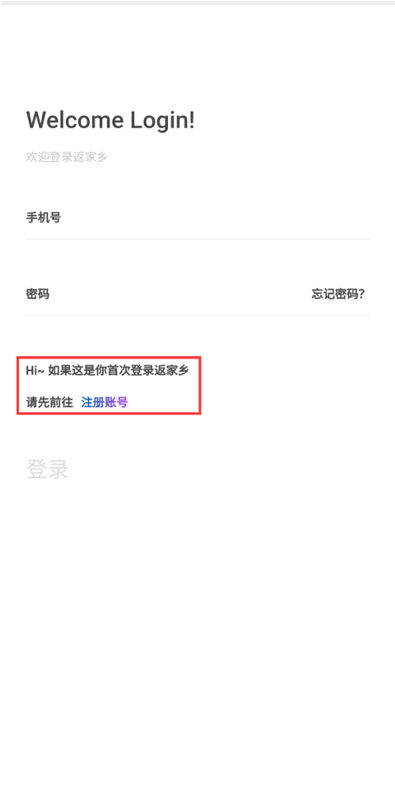 Welcome Login!
欢迎登录返家乡
手机号
密码 忘记密码?
Hi~ 如果这是你首次登录返家乡
请先前往 注册账号
登录